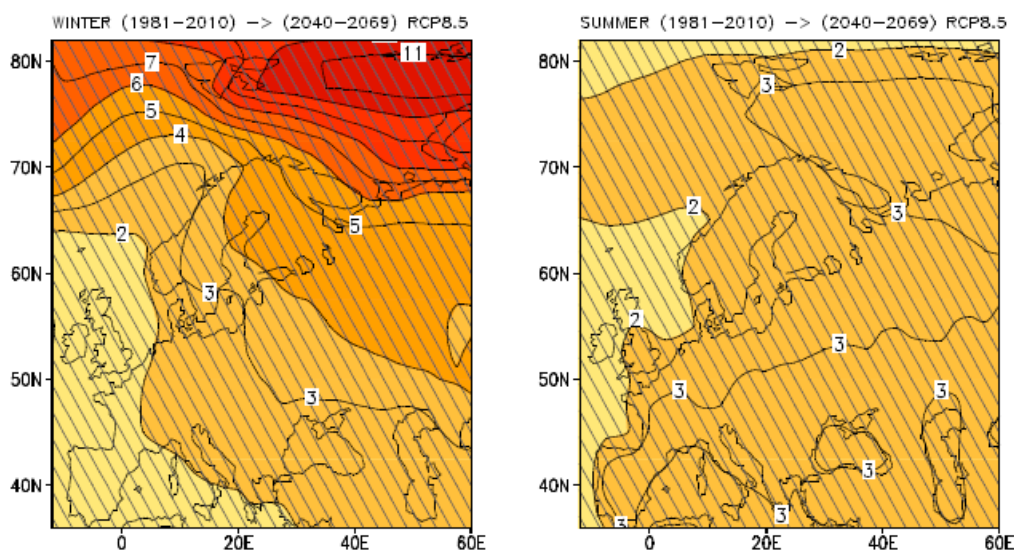 WINTER (1981–2010) –> (2040–2069) RCP8.5
80N
70N
60N
50N
40N
0
20E
40E
60E
11
7
6
5
4
2
5
3
3
SUMMER (1981–2010) –> (2040–2069) RCP8.5
80N
70N
60N
50N
40N
0
20E
40E
60E
2
3
2
3
2
3
3
3
3
3
3